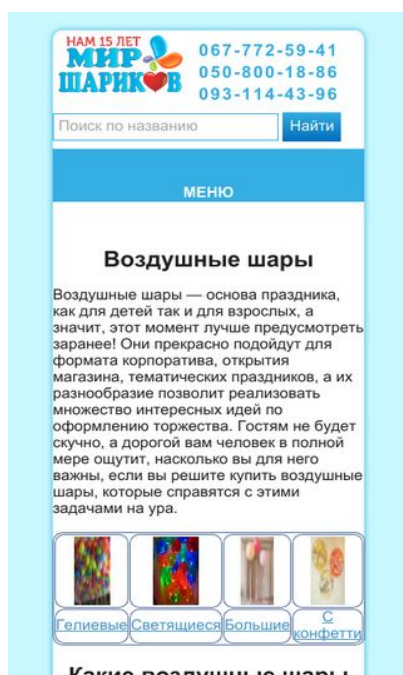 НАМ 15 ЛЕТ
МИР
ШАРИКОВ
067-772-59-41
050-800-18-86
093-114-43-96
Поиск по названию
Найти
МЕНЮ
Воздушные шары
Воздушные шары — основа праздника,
как для детей так и для взрослых, а
значит, этот момент лучше предусмотреть
заранее! Они прекрасно подойдут для
формата корпоратива, открытия
магазина, тематических праздников, а их
разнообразие позволит реализовать
множество интересных идей по
оформлению торжества. Гостям не будет
скучно, а дорогой вам человек в полной
мере ощутит, насколько вы для него
важны, если вы решите купить воздушные
шары, которые справятся с этими
задачами на ура.
Гелиевые
Светящиеся
Большие
С
конфетти
Какие воздушные шары